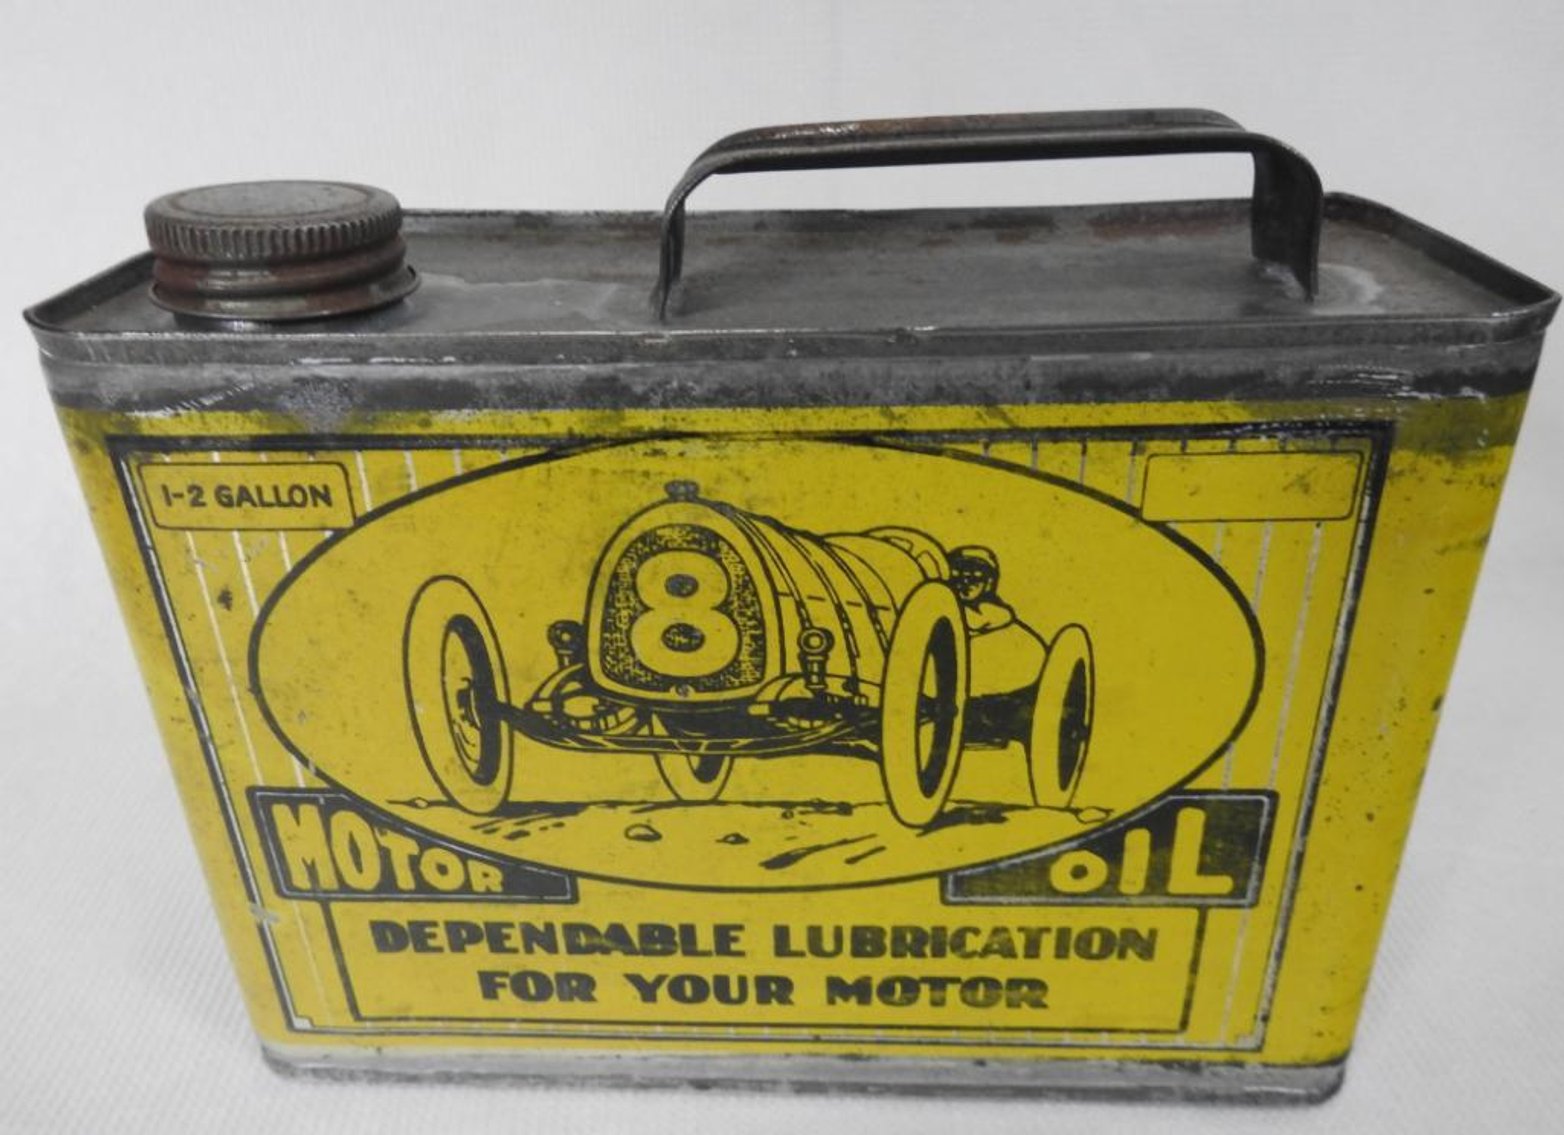 1-2 GALLON
8
MOTOR OIL
DEPENDABLE LUBRICATION
FOR YOUR MOTOR